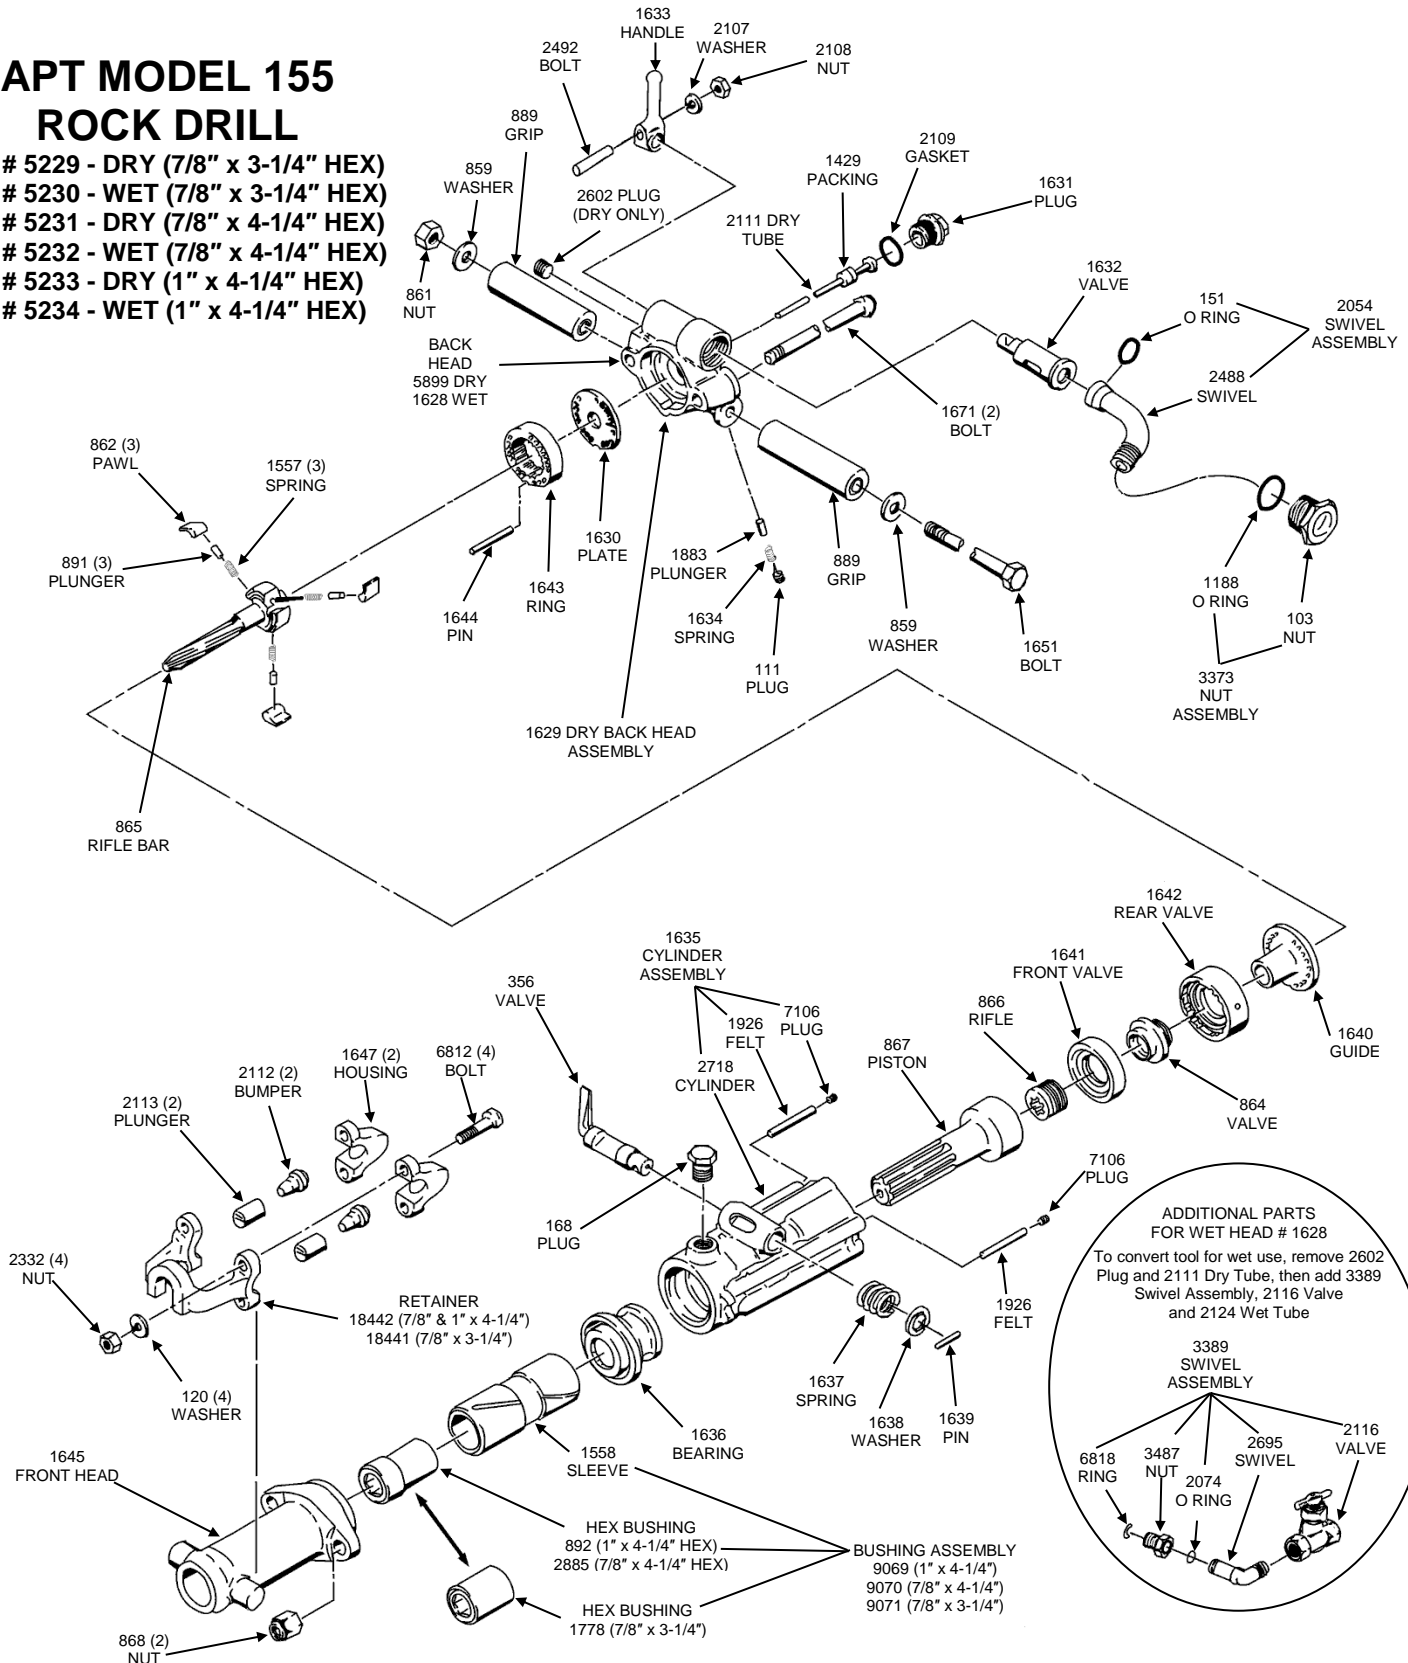 APT MODEL 155
ROCK DRILL
# 5229 - DRY (7/8" x 3-1/4" HEX)
# 5230 - WET (7/8" x 3-1/4" HEX)
# 5231 - DRY (7/8" x 4-1/4" HEX)
# 5232 - WET (7/8" x 4-1/4" HEX)
# 5233 - DRY (1" x 4-1/4" HEX)
# 5234 - WET (1" x 4-1/4" HEX)
1633
HANDLE
2107
WASHER
2108
NUT
2492
BOLT
889
GRIP
859
WASHER
2602 PLUG
(DRY ONLY)
861
NUT
2109
GASKET
1429
PACKING
1631
PLUG
2111 DRY
TUBE
1632
VALVE
151
O RING
2054
SWIVEL
ASSEMBLY
2488
SWIVEL
BACK
HEAD
5899 DRY
1628 WET
1671 (2)
BOLT
862 (3)
PAWL
1557 (3)
SPRING
891 (3)
PLUNGER
1630
PLATE
1643
RING
1644
PIN
1883
PLUNGER
1634
SPRING
111
PLUG
889
GRIP
859
WASHER
1651
BOLT
1188
O RING
103
NUT
3373
NUT
ASSEMBLY
1629 DRY BACK HEAD
ASSEMBLY
865
RIFLE BAR
1642
REAR VALVE
1641
FRONT VALVE
1640
GUIDE
866
RIFLE
864
VALVE
867
PISTON
1635
CYLINDER
ASSEMBLY
7106
PLUG
1926
FELT
2718
CYLINDER
356
VALVE
168
PLUG
6812 (4)
BOLT
1647 (2)
HOUSING
2112 (2)
BUMPER
2113 (2)
PLUNGER
2332 (4)
NUT
120 (4)
WASHER
RETAINER
18442 (7/8" & 1" x 4-1/4")
18441 (7/8" x 3-1/4")
7106
PLUG
1926
FELT
1637
SPRING
1638
WASHER
1639
PIN
1636
BEARING
1558
SLEEVE
1645
FRONT HEAD
HEX BUSHING
892 (1" x 4-1/4" HEX)
2885 (7/8" x 4-1/4" HEX)
HEX BUSHING
1778 (7/8" x 3-1/4")
BUSHING ASSEMBLY
9069 (1" x 4-1/4")
9070 (7/8" x 4-1/4")
9071 (7/8" x 3-1/4")
868 (2)
NUT
ADDITIONAL PARTS
FOR WET HEAD # 1628
To convert tool for wet use, remove 2602
Plug and 2111 Dry Tube, then add 3389
Swivel Assembly, 2116 Valve
and 2124 Wet Tube
3389
SWIVEL
ASSEMBLY
6818
RING
3487
NUT
2074
O RING
2695
SWIVEL
2116
VALVE